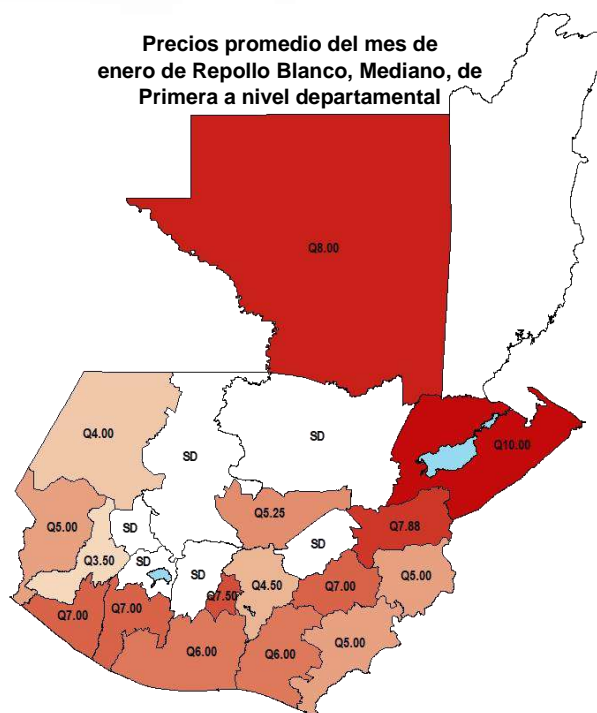 Precios promedio del mes de
enero de Repollo Blanco, Mediano, de
Primera a nivel departamental
Q8.00
Q4.00
SD
SD
Q10.00
Q5.00
SD
Q5.25
Q7.88
SD
Q3.50
SD
SD
Q7.50
Q4.50
Q7.00
Q5.00
Q7.00
Q7.00
Q6.00
Q6.00
Q5.00